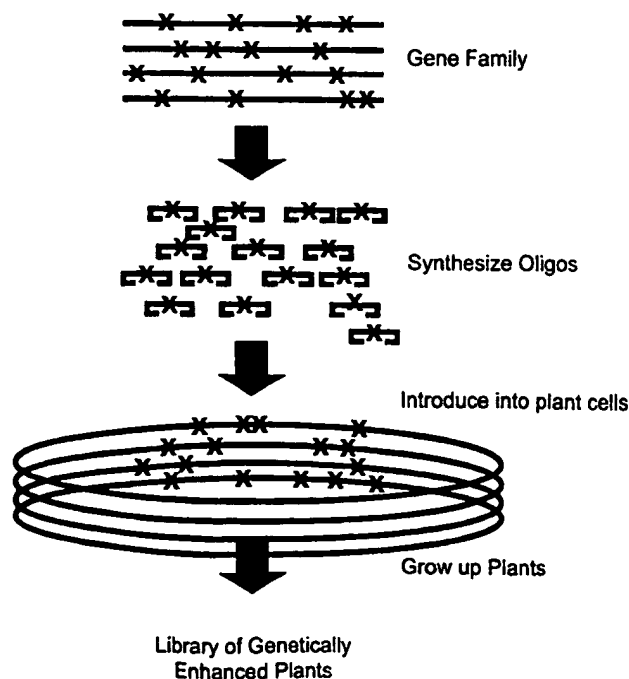 Gene Family
Synthesize Oligos
Introduce into plant cells
Grow up Plants
Library of Genetically
Enhanced Plants